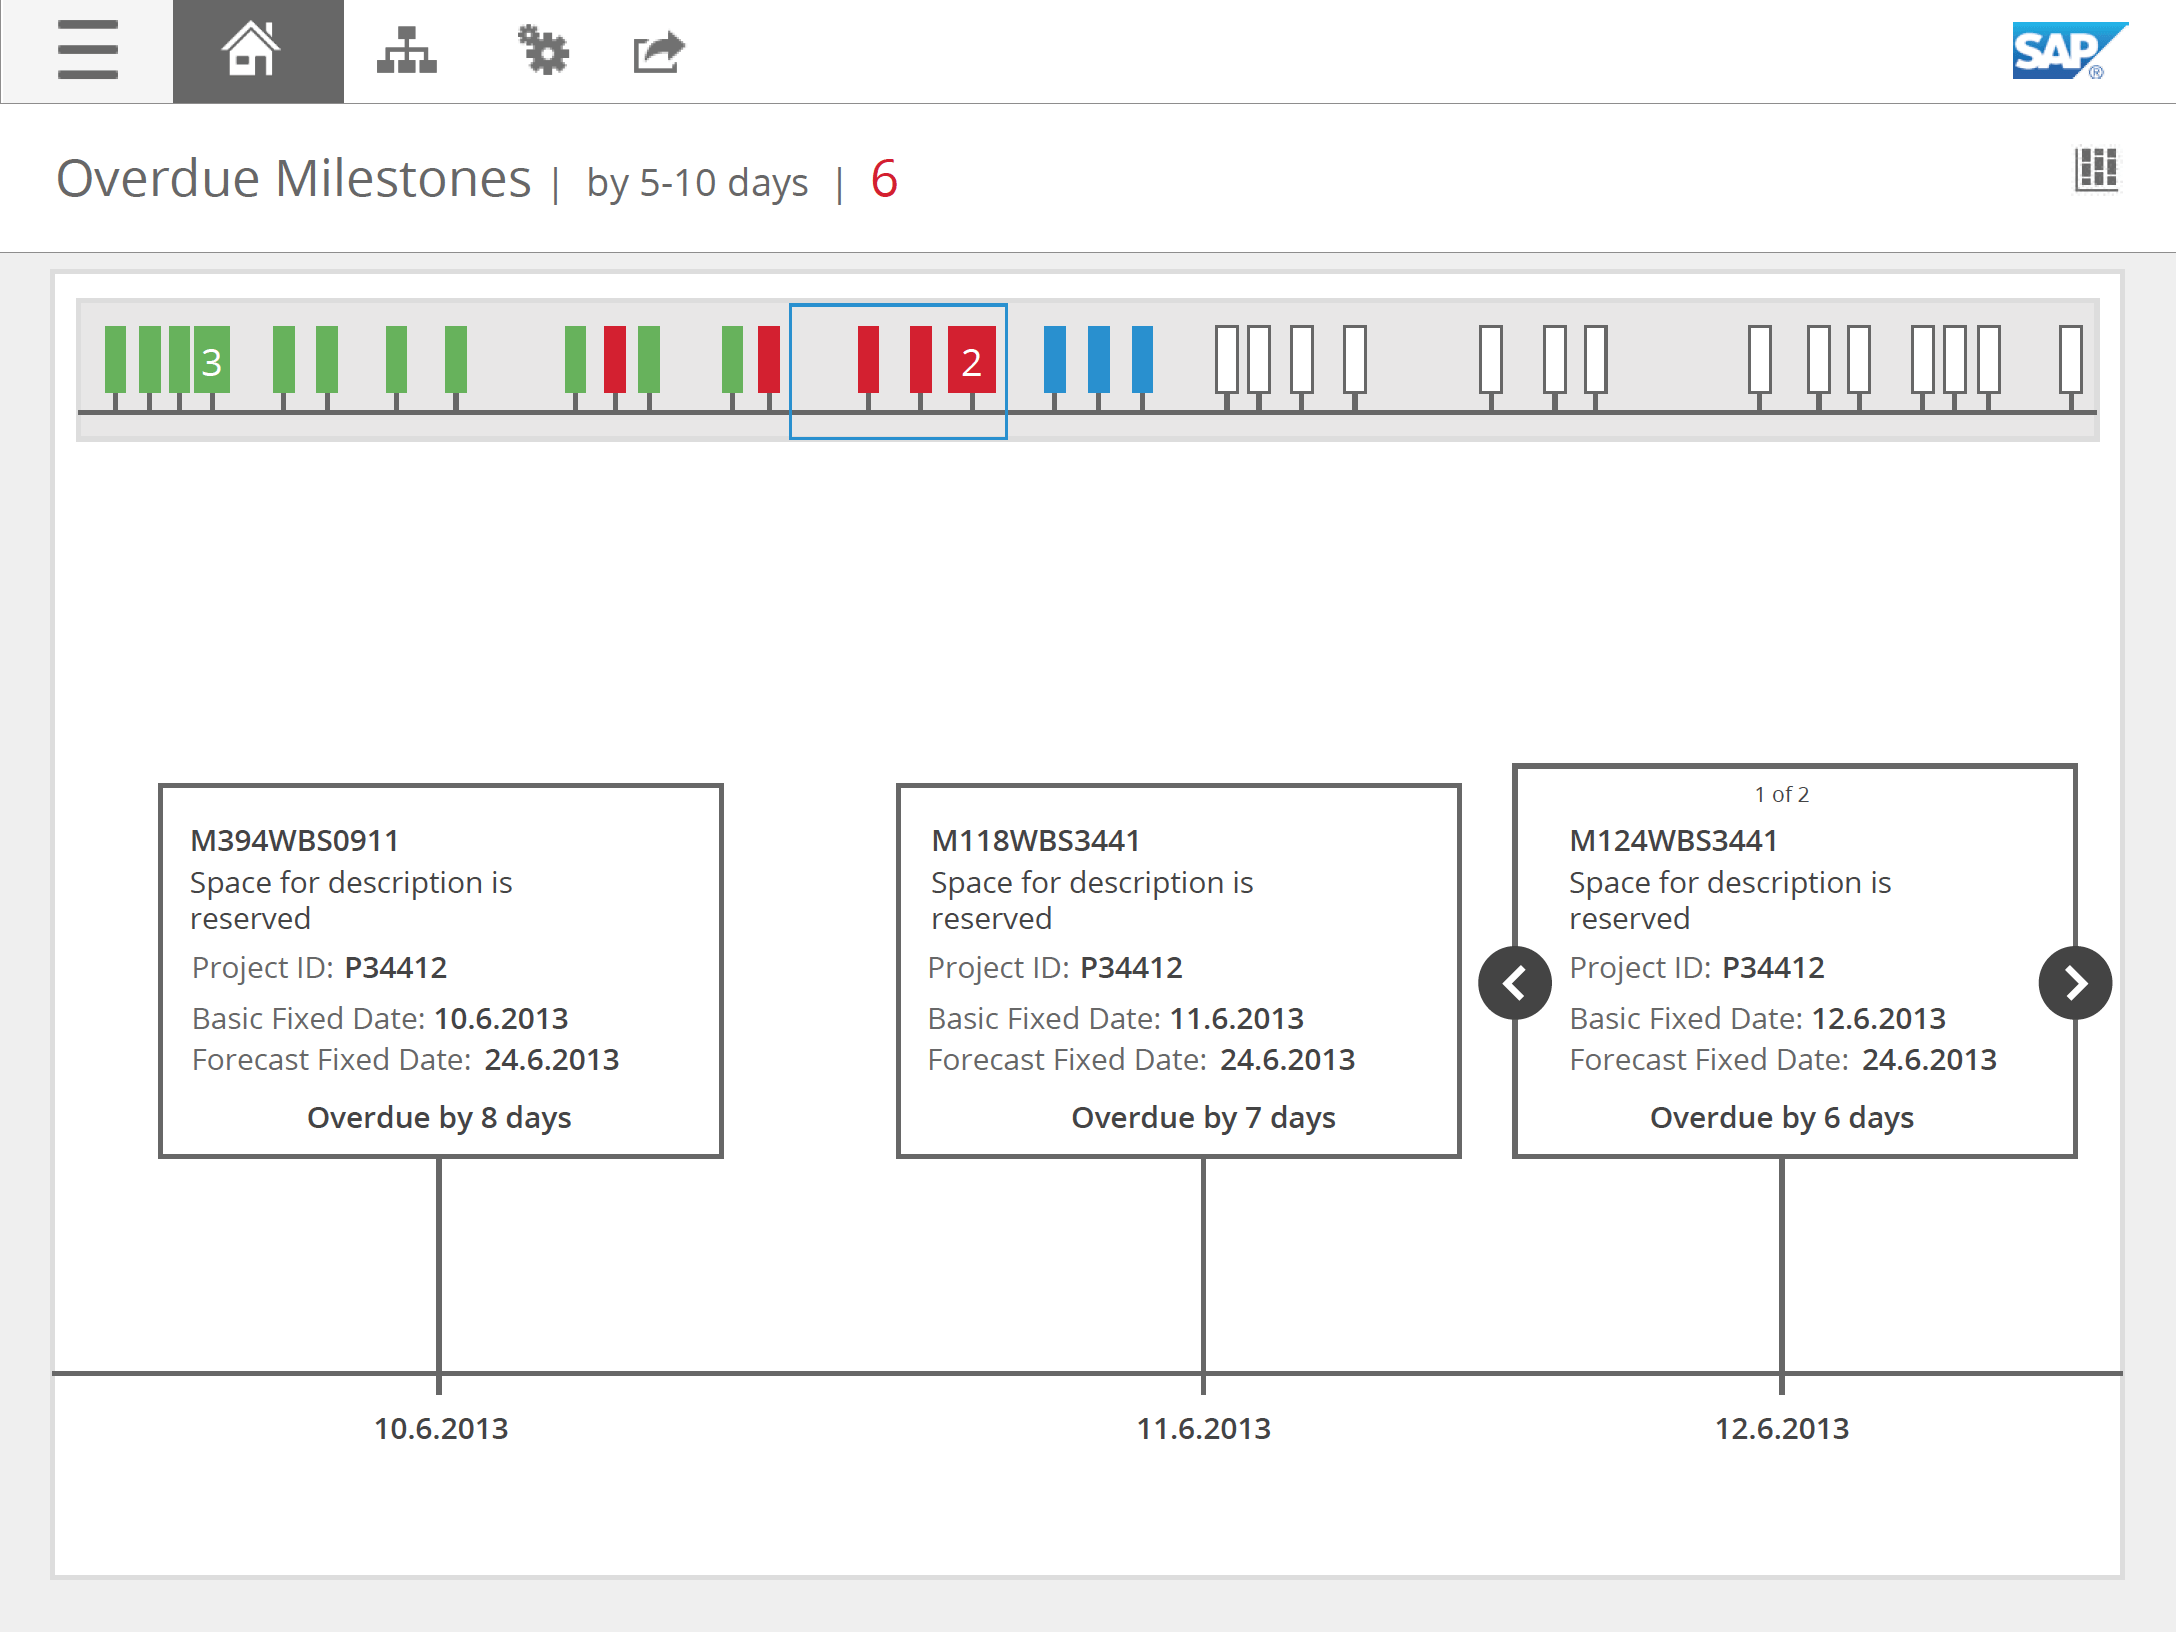 SAP®
Overdue Milestones | by 5-10 days | 6
3
2
1 of 2
M394WBS0911
Space for description is
reserved
Project ID: P34412
Basic Fixed Date: 10.6.2013
Forecast Fixed Date: 24.6.2013
Overdue by 8 days
M118WBS3441
Space for description is
reserved
Project ID: P34412
Basic Fixed Date: 11.6.2013
Forecast Fixed Date: 24.6.2013
Overdue by 7 days
M124WBS3441
Space for description is
reserved
Project ID: P34412
Basic Fixed Date: 12.6.2013
Forecast Fixed Date: 24.6.2013
Overdue by 6 days
10.6.2013
11.6.2013
12.6.2013